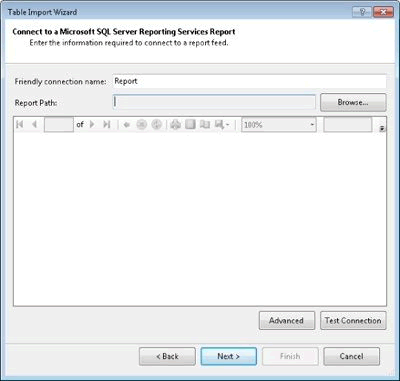 Table Import Wizard
Connect to a Microsoft SQL Server Reporting Services Report
Enter the information required to connect to a report feed.
Friendly connection name: Report
Report Path: Browse...
of 100%
Advanced Test Connection
< Back Next > Finish Cancel